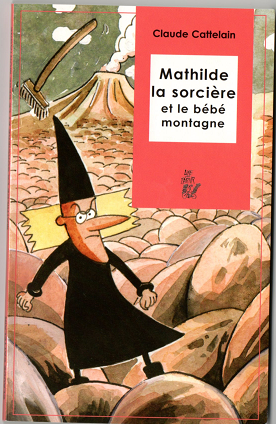 Claude Cattelain
Mathilde
la sorcière
et le bébé
montagne